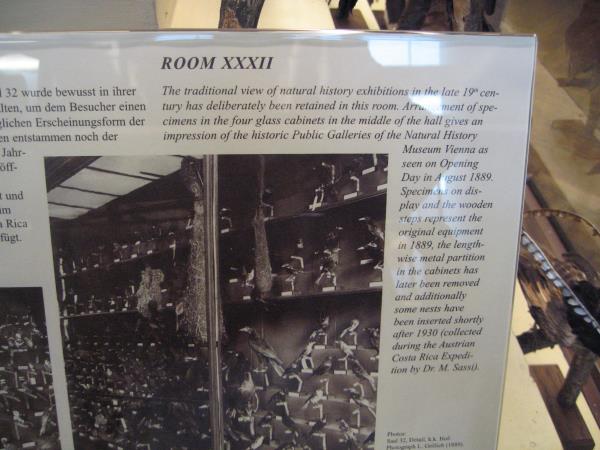 ROOM XXXII
l 32 wurde bewusst in ihrer
lten, um dem Besucher einen
glichen Erscheinungsform der
en entstammen noch der
Jahr-
öff-
t und
um
a Rica
fügt.
The traditional view of natural history exhibitions in the late 19th cen-
tury has deliberately been retained in this room. Arrangement of spe-
cimens in the four glass cabinets in the middle of the hall gives an
impression of the historic Public Galleries of the Natural History
Museum Vienna as
seen on Opening
Day in August 1889.
Specimens on dis-
play and the wooden
steps represent the
original equipment
in 1889, the length-
wise metal partition
in the cabinets has
later been removed
and additionally
some nests have
been inserted shortly
after 1930 (collected
during the Austrian
Costa Rica Expedi-
tion by Dr. M. Sassi).
Photos:
Saal 32, Detail, k.k. Hof-
Photograph (1889).